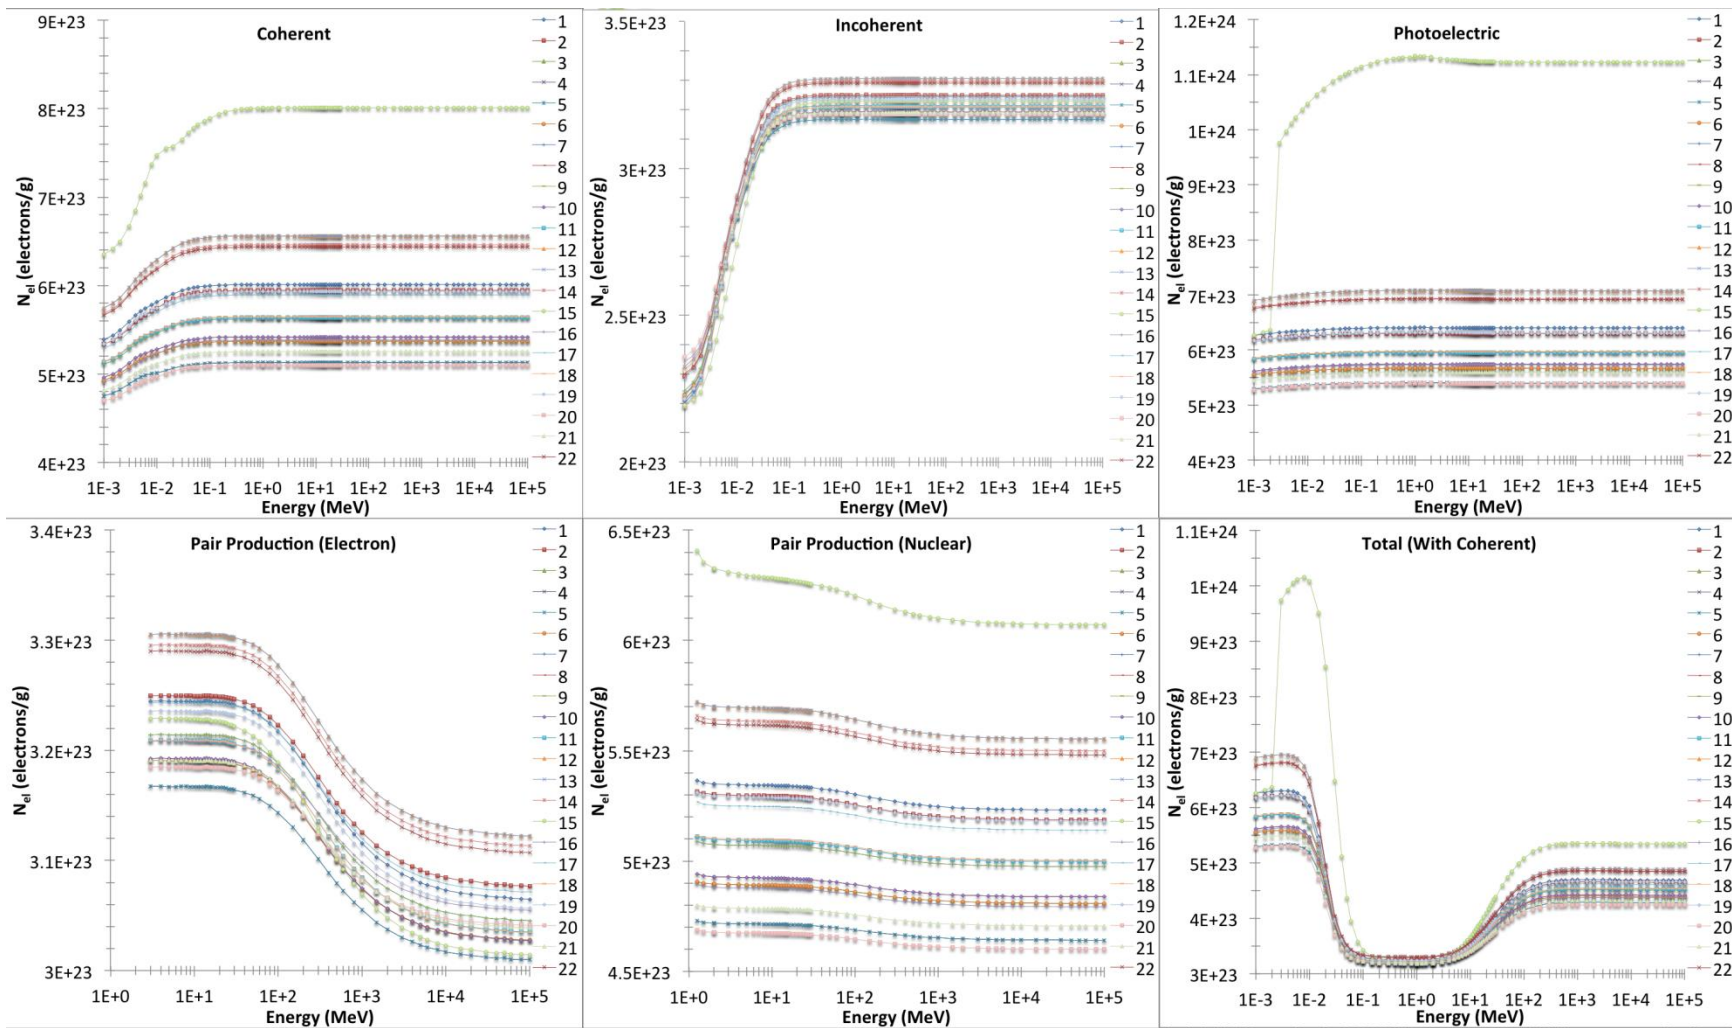 Coherent
9E+23
8E+23
7E+23
6E+23
5E+23
4E+23
N_el (electrons/g)
1E-3 1E-2 1E-1 1E+0 1E+1 1E+2 1E+3 1E+4 1E+5
Energy (MeV)
1
2
3
4
5
6
7
8
9
10
11
12
13
14
15
16
17
18
19
20
21
22
Incoherent
3.5E+23
3E+23
2.5E+23
2E+23
N_el (electrons/g)
1E-3 1E-2 1E-1 1E+0 1E+1 1E+2 1E+3 1E+4 1E+5
Energy (MeV)
1
2
3
4
5
6
7
8
9
10
11
12
13
14
15
16
17
18
19
20
21
22
Photoelectric
1.2E+24
1.1E+24
1E+24
9E+23
8E+23
7E+23
6E+23
5E+23
4E+23
N_el (electrons/g)
1E-3 1E-2 1E-1 1E+0 1E+1 1E+2 1E+3 1E+4 1E+5
Energy (MeV)
1
2
3
4
5
6
7
8
9
10
11
12
13
14
15
16
17
18
19
20
21
22
Pair Production (Electron)
3.4E+23
3.3E+23
3.2E+23
3.1E+23
3E+23
N_el (electrons/g)
1E+0 1E+1 1E+2 1E+3 1E+4 1E+5
Energy (MeV)
1
2
3
4
5
6
7
8
9
10
11
12
13
14
15
16
17
18
19
20
21
22
Pair Production (Nuclear)
6.5E+23
6E+23
5.5E+23
5E+23
4.5E+23
N_el (electrons/g)
1E+0 1E+1 1E+2 1E+3 1E+4 1E+5
Energy (MeV)
1
2
3
4
5
6
7
8
9
10
11
12
13
14
15
16
17
18
19
20
21
22
Total (With Coherent)
1.1E+24
1E+24
9E+23
8E+23
7E+23
6E+23
5E+23
4E+23
3E+23
N_el (electrons/g)
1E-3 1E-2 1E-1 1E+0 1E+1 1E+2 1E+3 1E+4 1E+5
Energy (MeV)
1
2
3
4
5
6
7
8
9
10
11
12
13
14
15
16
17
18
19
20
21
22